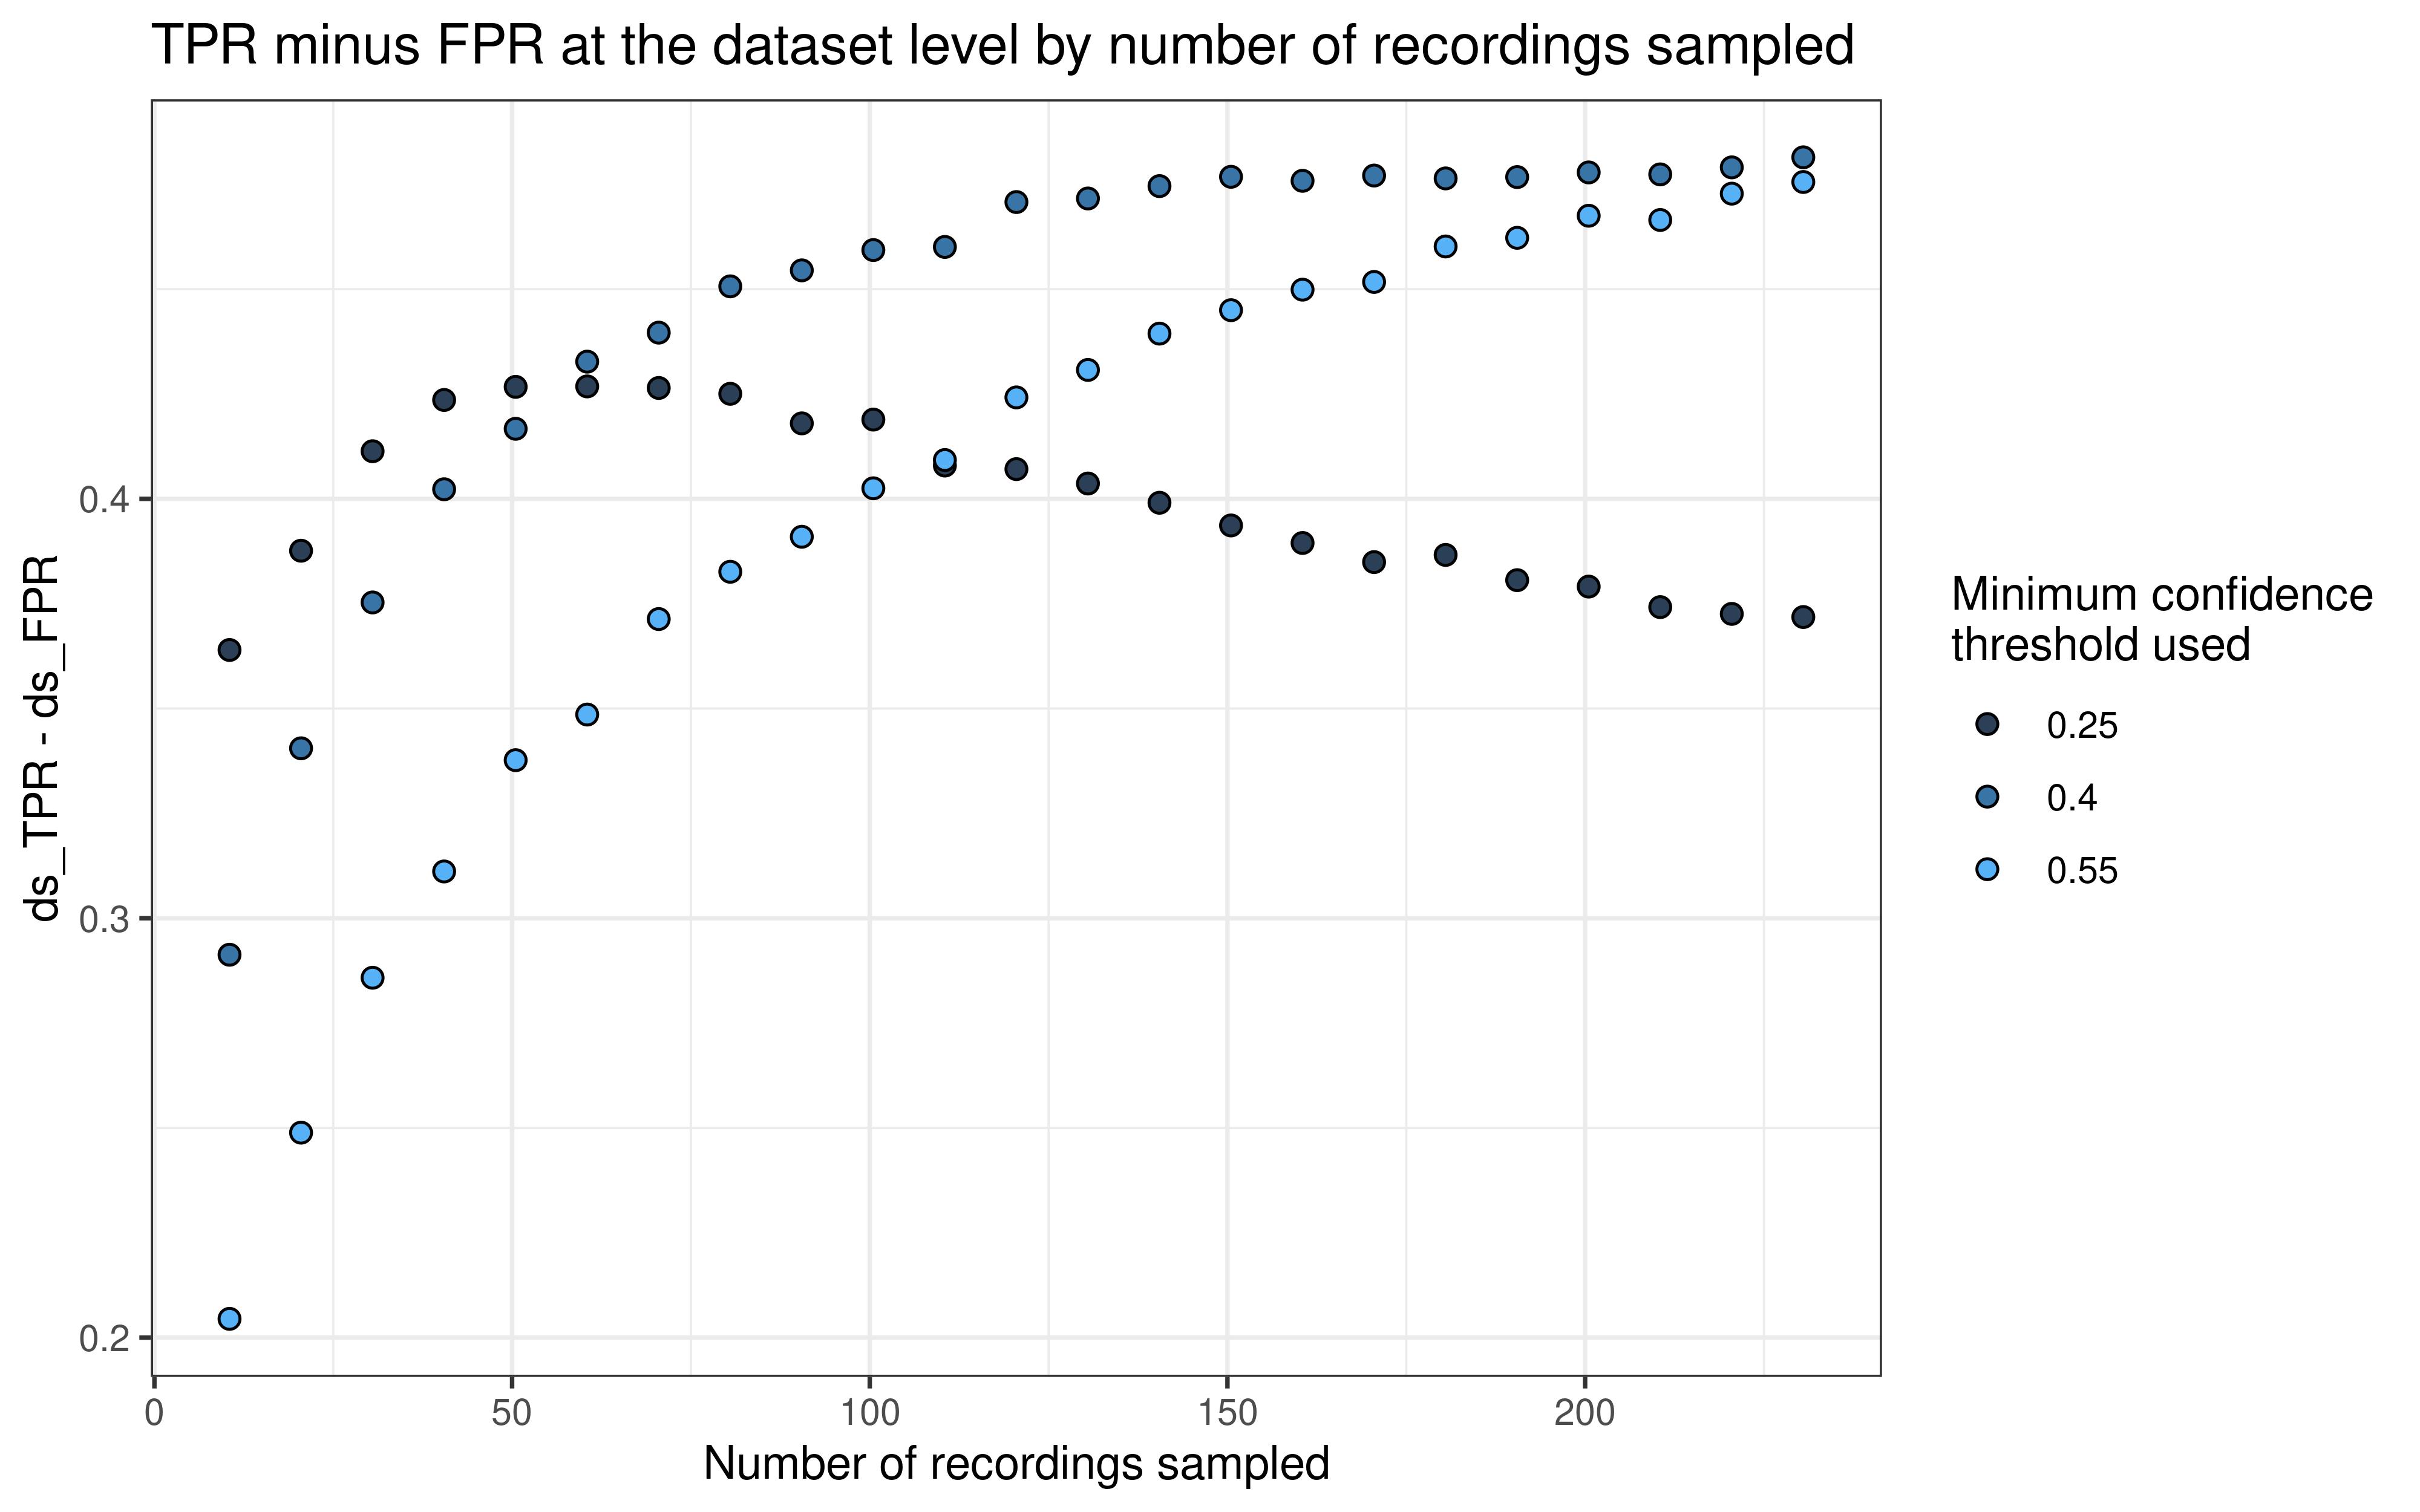 TPR minus FPR at the dataset level by number of recordings sampled
ds_TPR - ds_FPR
0.4
0.3
0.2
0
50
100
150
200
Number of recordings sampled
Minimum confidence
threshold used
0.25
0.4
0.55